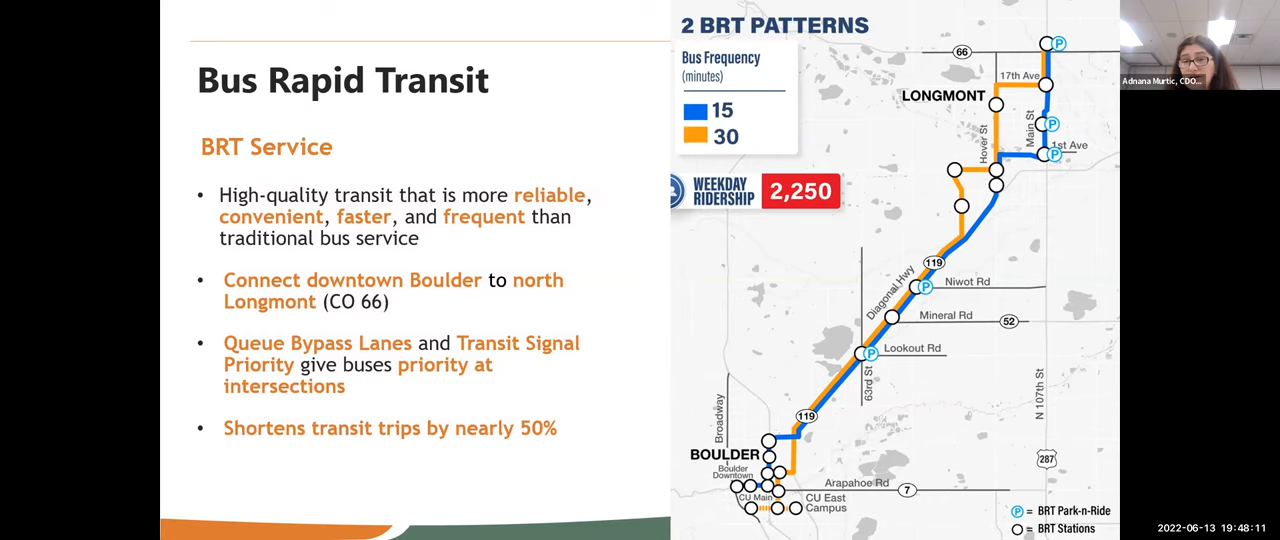 Bus Rapid Transit
BRT Service
• High-quality transit that is more reliable,
convenient, faster, and frequent than
traditional bus service
• Connect downtown Boulder to north
Longmont (CO 66)
• Queue Bypass Lanes and Transit Signal
Priority give buses priority at
intersections
• Shortens transit trips by nearly 50%
2 BRT PATTERNS
Bus Frequency
(minutes)
15
30
WEEKDAY
RIDERSHIP
2,250
66
P
17th Ave
LONGMONT
Hover St
Main St
P
1st Ave
P
119
Diagonal Hwy
Niwot Rd
P
Mineral Rd
52
Lookout Rd
P
63rd St
N 107th St
119
Broadway
BOULDER
Boulder
Downtown
287
Arapahoe Rd
7
CU Main
CU East
Campus
P = BRT Park-n-Ride
= BRT Stations
Adnana Murtic, CDO...
2022-06-13 19:48:11